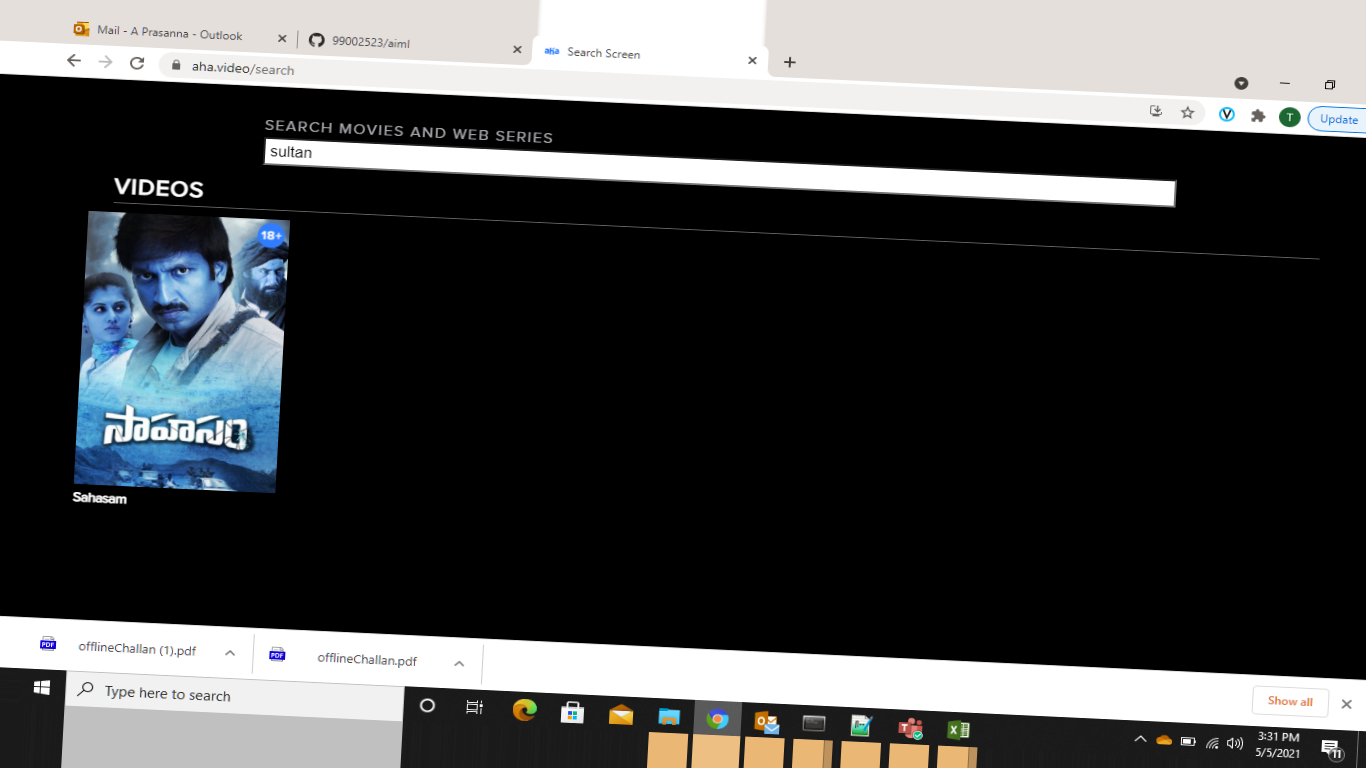 Mail - A Prasanna - Outlook
99002523/aiml
aha Search Screen
aha.video/search
T
Update
SEARCH MOVIES AND WEB SERIES
sultan
VIDEOS
18+
సాహసం
Sahasam
PDF offlineChallan (1).pdf
PDF offlineChallan.pdf
Show all
Type here to search
3:31 PM
5/5/2021
11